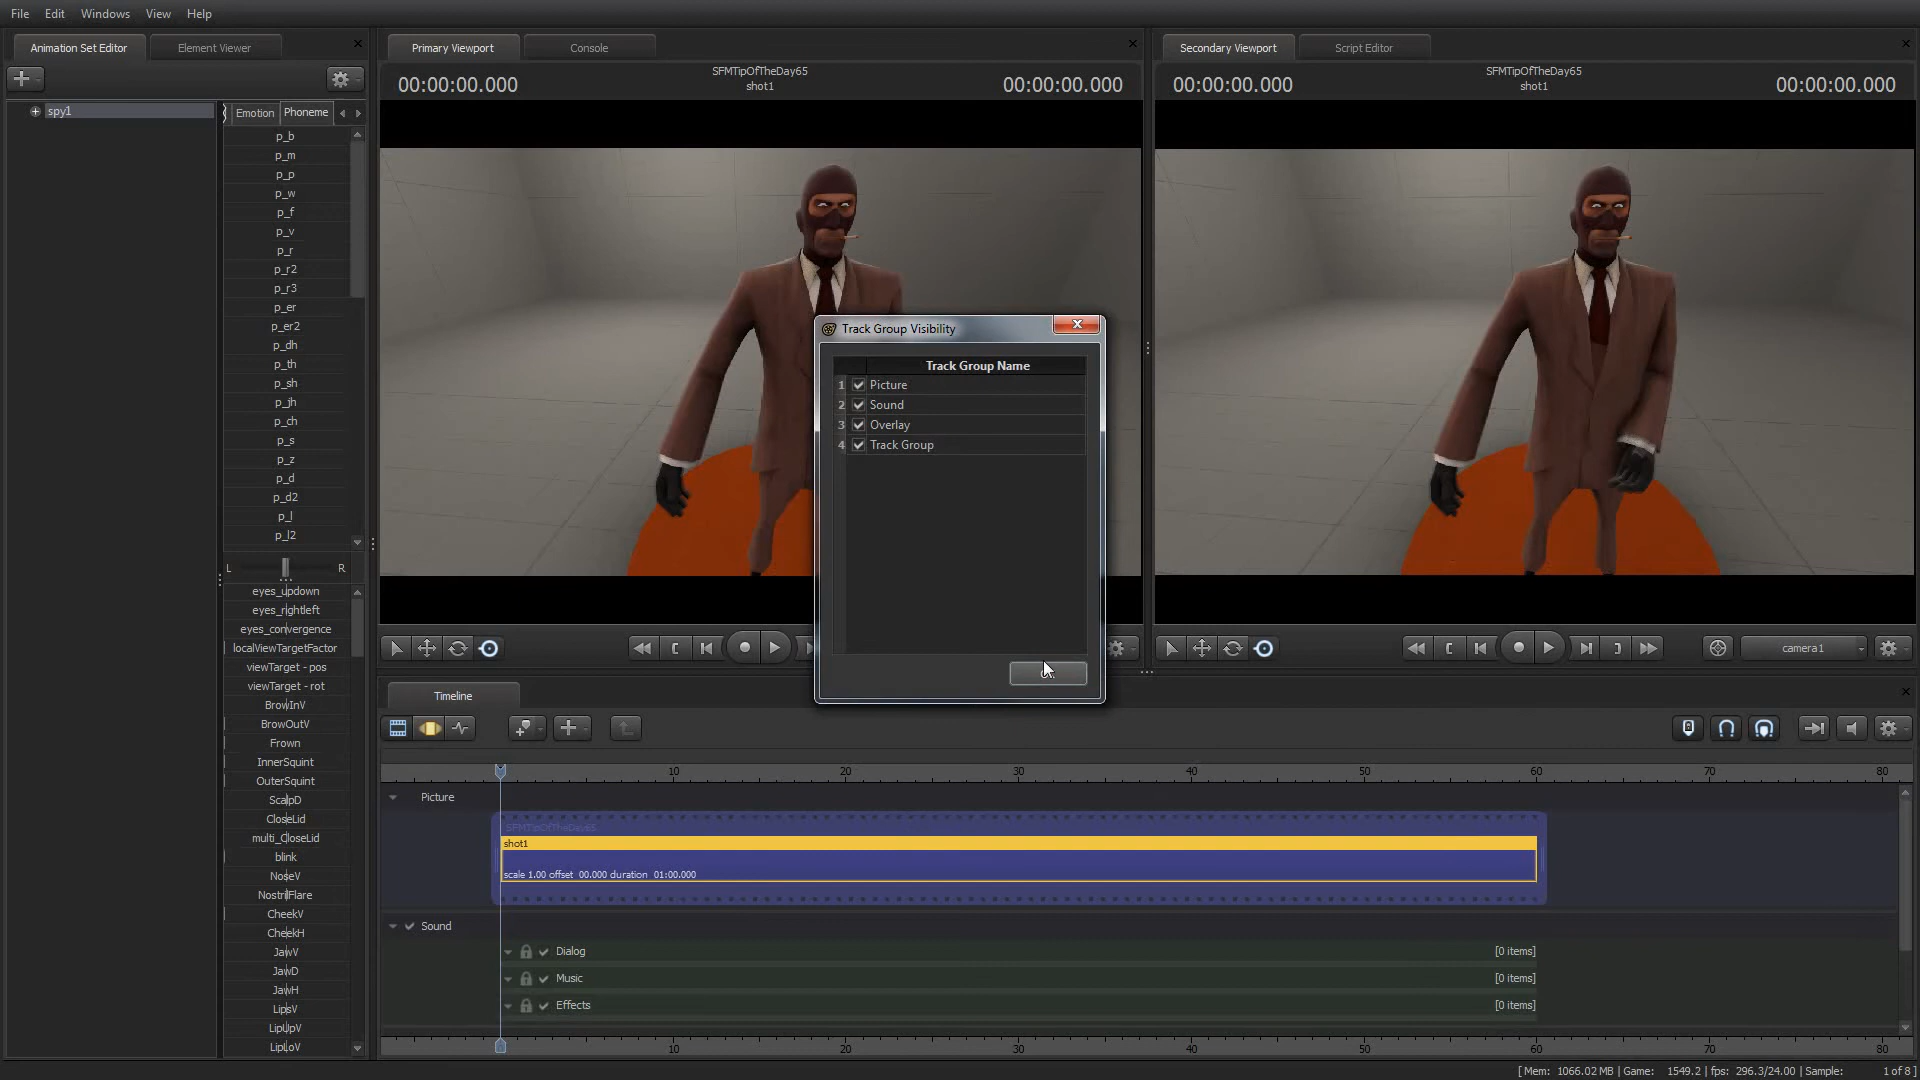 File Edit Windows View Help
Animation Set Editor Element Viewer
Primary Viewport Console
Secondary Viewport Script Editor
00:00:00.000 SFMTipOfTheDay65 00:00:00.000
shot1
00:00:00.000 SFMTipOfTheDay65 00:00:00.000
shot1
spy1
Emotion Phoneme
p_b
p_m
p_p
p_w
p_f
p_v
p_r
p_r2
p_r3
p_er
p_er2
p_dh
p_th
p_sh
p_jh
p_ch
p_s
p_z
p_d
p_d2
p_l
p_l2
L R
eyes_updown
eyes_rightleft
eyes_convergence
localViewTargetFactor
viewTarget - pos
viewTarget - rot
BrowInV
BrowOutV
Frown
InnerSquint
OuterSquint
ScalpD
CloseLid
multi_CloseLid
blink
NoseV
NostrilFlare
CheekV
CheekH
JawV
JawD
JawH
LipsV
LipUpV
LipLoV
Track Group Visibility
Track Group Name
1 Picture
2 Sound
3 Overlay
4 Track Group
camera1
Timeline
10 20 30 40 50 60 70 80
Picture
SFMTipOfTheDay65
shot1
scale 1.00 offset 00.000 duration 01:00.000
Sound
Dialog [0 items]
Music [0 items]
Effects [0 items]
10 20 30 40 50 60 70 80
[ Mem: 1066.02 MB | Game: 1549.2 | fps: 296.3/24.00 | Sample: 1 of 8 ]